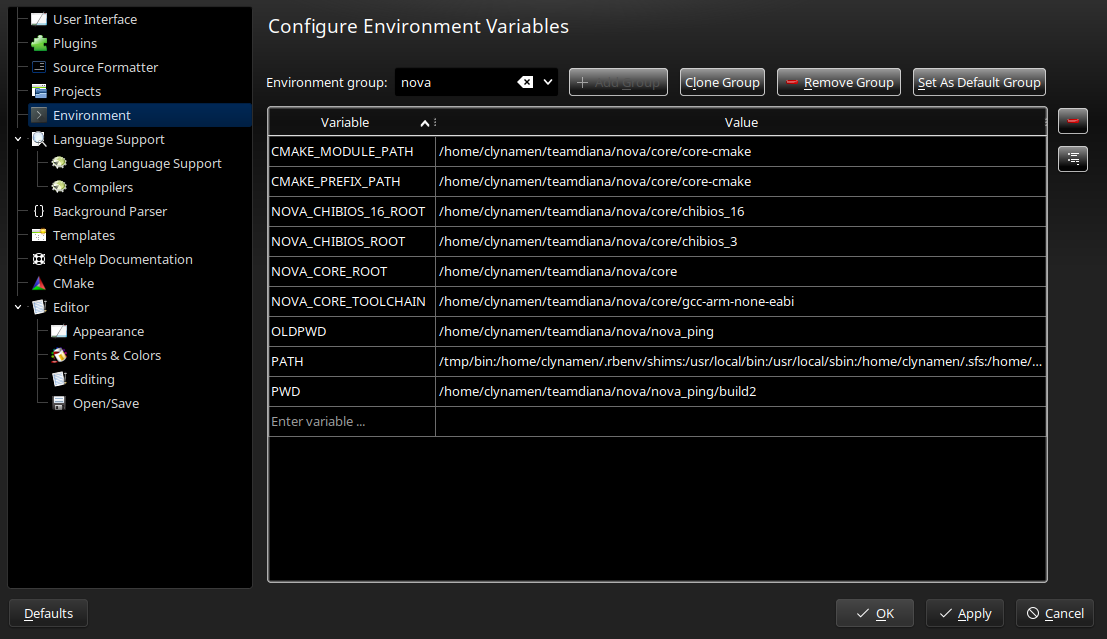 User Interface
Plugins
Source Formatter
Projects
Environment
Language Support
Clang Language Support
Compilers
Background Parser
Templates
QtHelp Documentation
CMake
Editor
Appearance
Fonts & Colors
Editing
Open/Save
Configure Environment Variables
Environment group: nova Add Group Clone Group Remove Group Set As Default Group
Variable Value
CMAKE_MODULE_PATH /home/clynamen/teamdiana/nova/core/core-cmake
CMAKE_PREFIX_PATH /home/clynamen/teamdiana/nova/core/core-cmake
NOVA_CHIBIOS_16_ROOT /home/clynamen/teamdiana/nova/core/chibios_16
NOVA_CHIBIOS_ROOT /home/clynamen/teamdiana/nova/core/chibios_3
NOVA_CORE_ROOT /home/clynamen/teamdiana/nova/core
NOVA_CORE_TOOLCHAIN /home/clynamen/teamdiana/nova/core/gcc-arm-none-eabi
OLDPWD /home/clynamen/teamdiana/nova/nova_ping
PATH /tmp/bin:/home/clynamen/.rbenv/shims:/usr/local/bin:/usr/local/sbin:/home/clynamen/.sfs:/home/...
PWD /home/clynamen/teamdiana/nova/nova_ping/build2
Enter variable ...
Defaults OK Apply Cancel